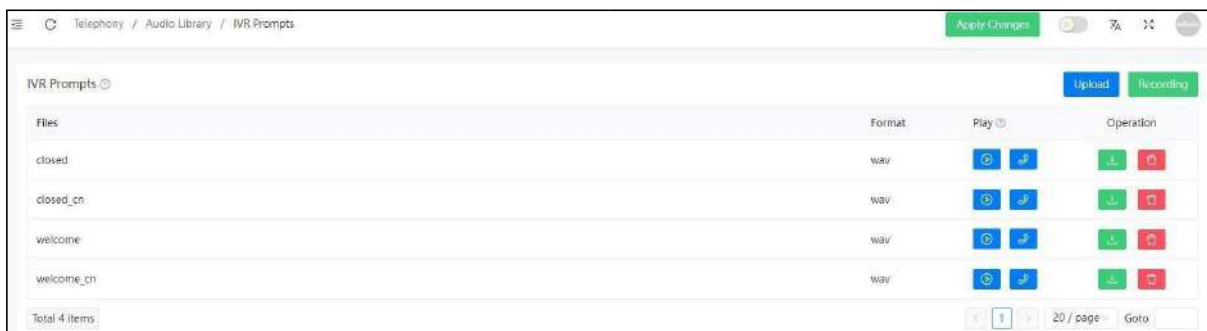 Telephony / Audio Library / IVR Prompts
Apply Changes
IVR Prompts
Upload
Recording
Files Format Play Operation
closed wav
closed_cn wav
welcome wav
welcome_cn wav
Total 4 items
1
20 / page
Goto